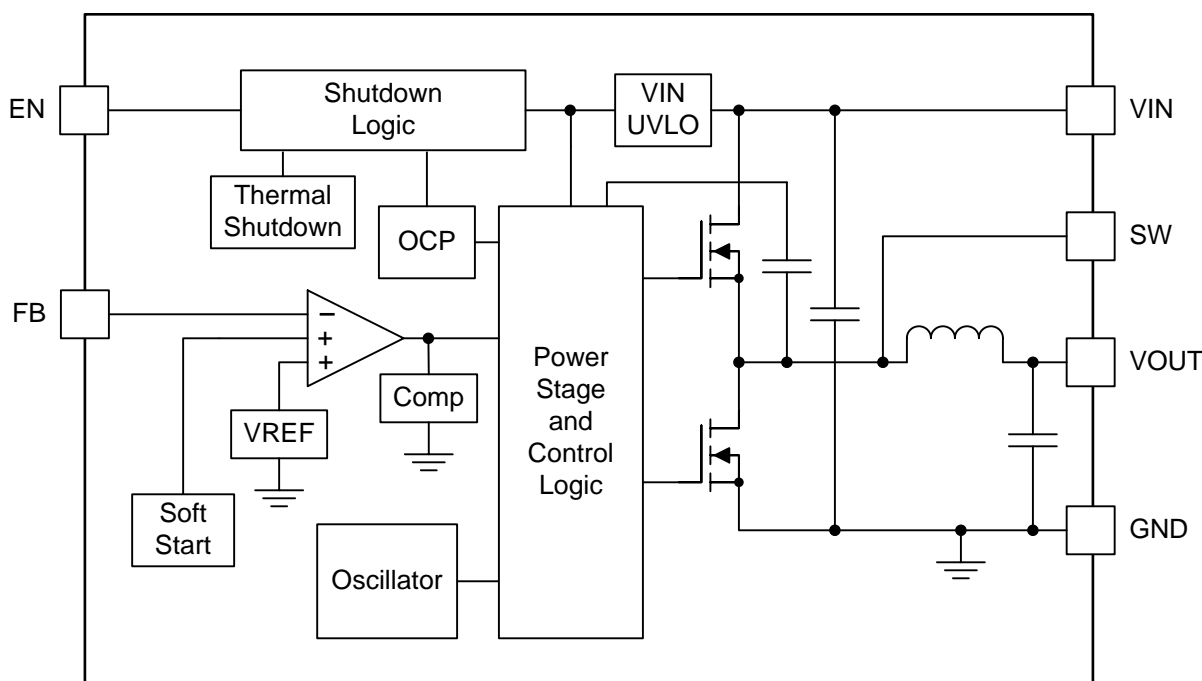 EN
Shutdown
Logic
VIN
UVLO
VIN
Thermal
Shutdown
OCP
SW
FB
−
+
+
Power
Stage
and
Control
Logic
VOUT
Comp
VREF
Soft
Start
GND
Oscillator